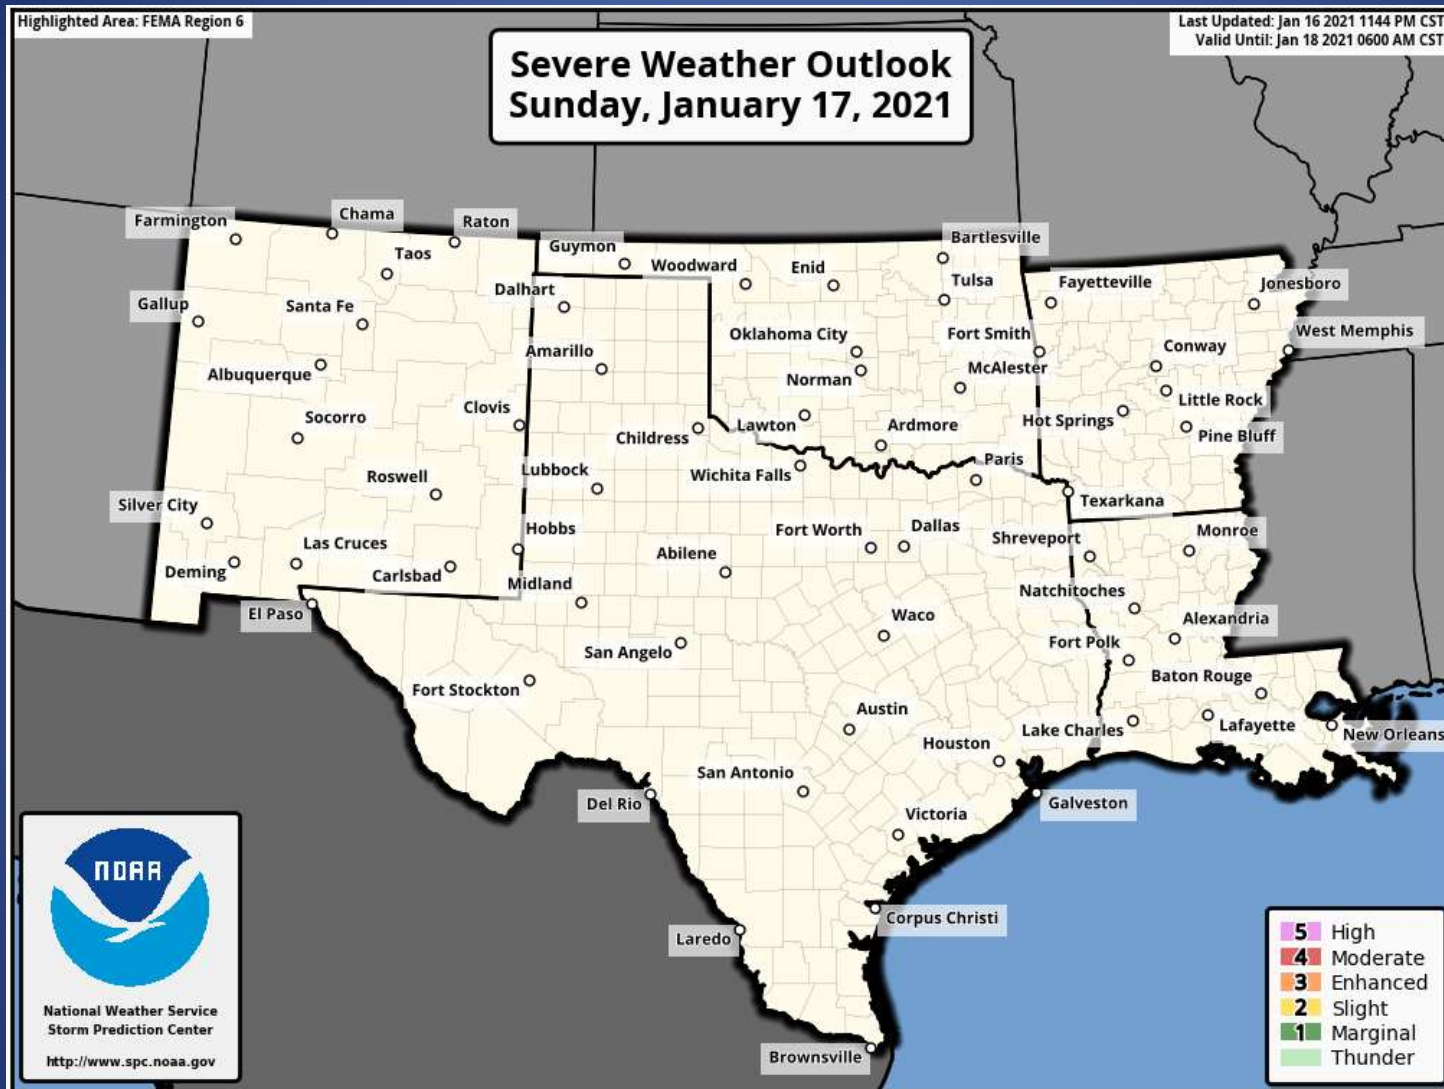 Highlighted Area: FEMA Region 6
Last Updated: Jan 16 2021 1144 PM CST
Valid Until: Jan 18 2021 0600 AM CST
Severe Weather Outlook
Sunday, January 17, 2021
Farmington
Chama
Raton
Taos
Guymon
Woodward
Enid
Bartlesville
Tulsa
Fayetteville
Jonesboro
Gallup
Santa Fe
Dalhart
Oklahoma City
Fort Smith
West Memphis
Albuquerque
Amarillo
Norman
McAlester
Conway
Little Rock
Socorro
Clovis
Childress
Lawton
Ardmore
Hot Springs
Pine Bluff
Roswell
Lubbock
Wichita Falls
Paris
Texarkana
Silver City
Las Cruces
Hobbs
Abilene
Fort Worth
Dallas
Shreveport
Monroe
Deming
Carlsbad
Midland
Natchitoches
El Paso
San Angelo
Waco
Fort Polk
Alexandria
Fort Stockton
Baton Rouge
Austin
Houston
Lake Charles
Lafayette
New Orleans
San Antonio
Del Rio
Victoria
Galveston
Corpus Christi
Laredo
Brownsville
NOAA
National Weather Service
Storm Prediction Center
http://www.spc.noaa.gov
5 High
4 Moderate
3 Enhanced
2 Slight
1 Marginal
Thunder